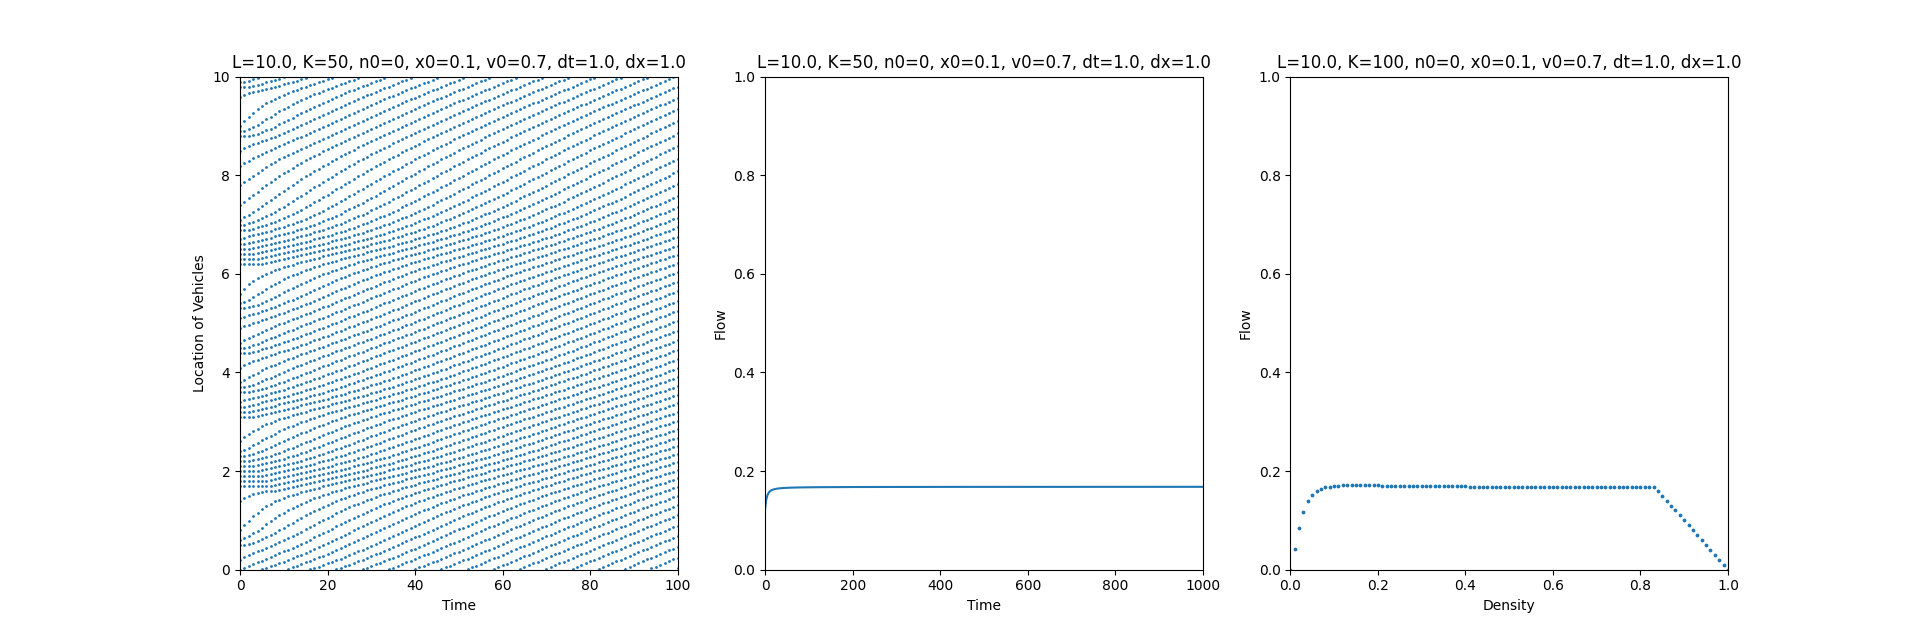 L=10.0, K=50, n0=0, x0=0.1, v0=0.7, dt=1.0, dx=1.0
10
8
6
4
2
0
Location of Vehicles
0 20 40 60 80 100
Time
L=10.0, K=50, n0=0, x0=0.1, v0=0.7, dt=1.0, dx=1.0
1.0
0.8
0.6
0.4
0.2
0.0
Flow
0 200 400 600 800 1000
Time
L=10.0, K=100, n0=0, x0=0.1, v0=0.7, dt=1.0, dx=1.0
1.0
0.8
0.6
0.4
0.2
0.0
Flow
0.0 0.2 0.4 0.6 0.8 1.0
Density